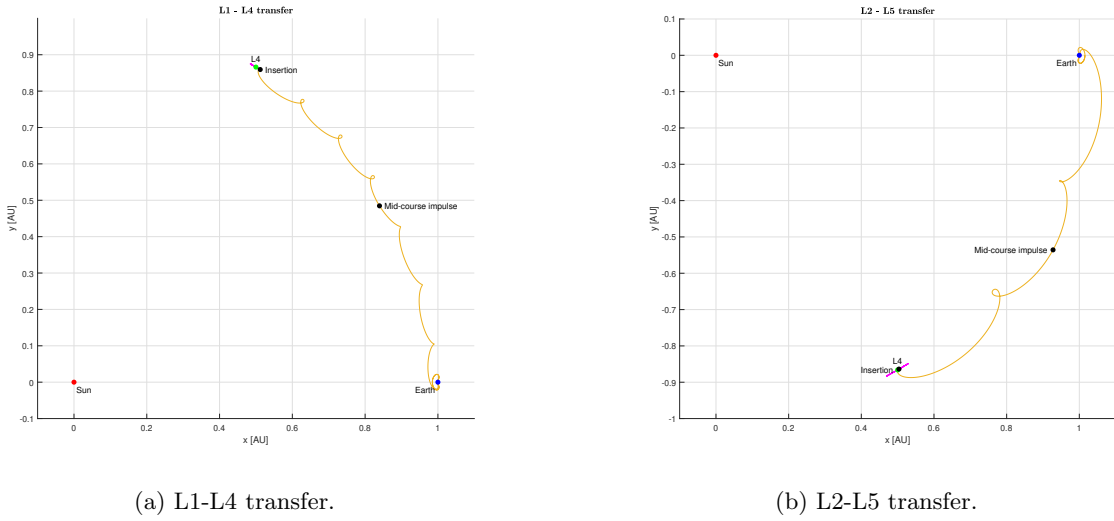 L1 - L4 transfer
0.9
0.8
0.7
0.6
0.5
0.4
0.3
0.2
0.1
0
-0.1
y [AU]
L4
Insertion
Mid-course impulse
Sun
Earth
0 0.2 0.4 0.6 0.8 1
x [AU]
(a) L1-L4 transfer.
L2 - L5 transfer
0.1
0
-0.1
-0.2
-0.3
-0.4
-0.5
-0.6
-0.7
-0.8
-0.9
-1
y [AU]
Sun
Earth
Mid-course impulse
L4
Insertion
0 0.2 0.4 0.6 0.8 1
x [AU]
(b) L2-L5 transfer.